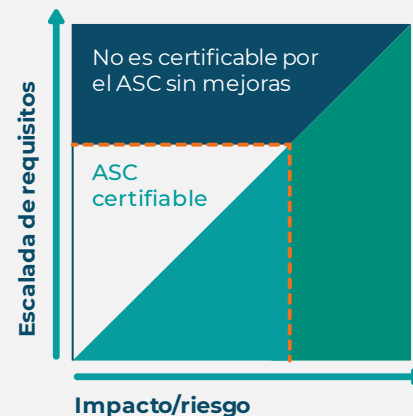 No es certificable por
el ASC sin mejoras
ASC
certifiable
Escalada de requisitos
Impacto/riesgo